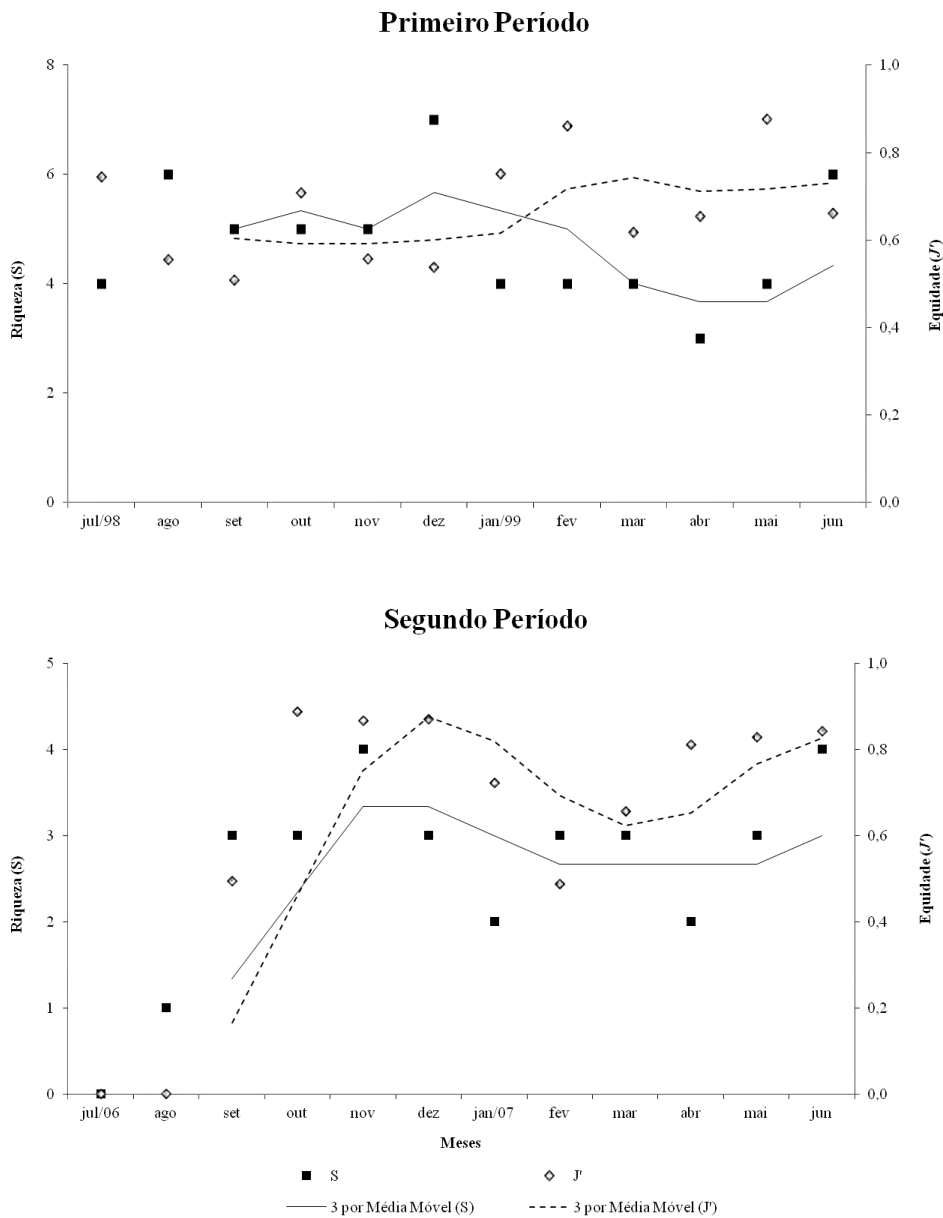 Primeiro Período
8
1,0
0,8
6
0,6
4
0,4
2
0,2
0
0,0
Riqueza (S)
Equidade (J')
jul/98 ago set out nov dez jan/99 fev mar abr mai jun
Segundo Período
5
1,0
4
0,8
3
0,6
2
0,4
1
0,2
0
0,0
Riqueza (S)
Equidade (J')
jul/06 ago set out nov dez jan/07 fev mar abr mai jun
Meses
S J'
3 por Média Móvel (S) 3 por Média Móvel (J')